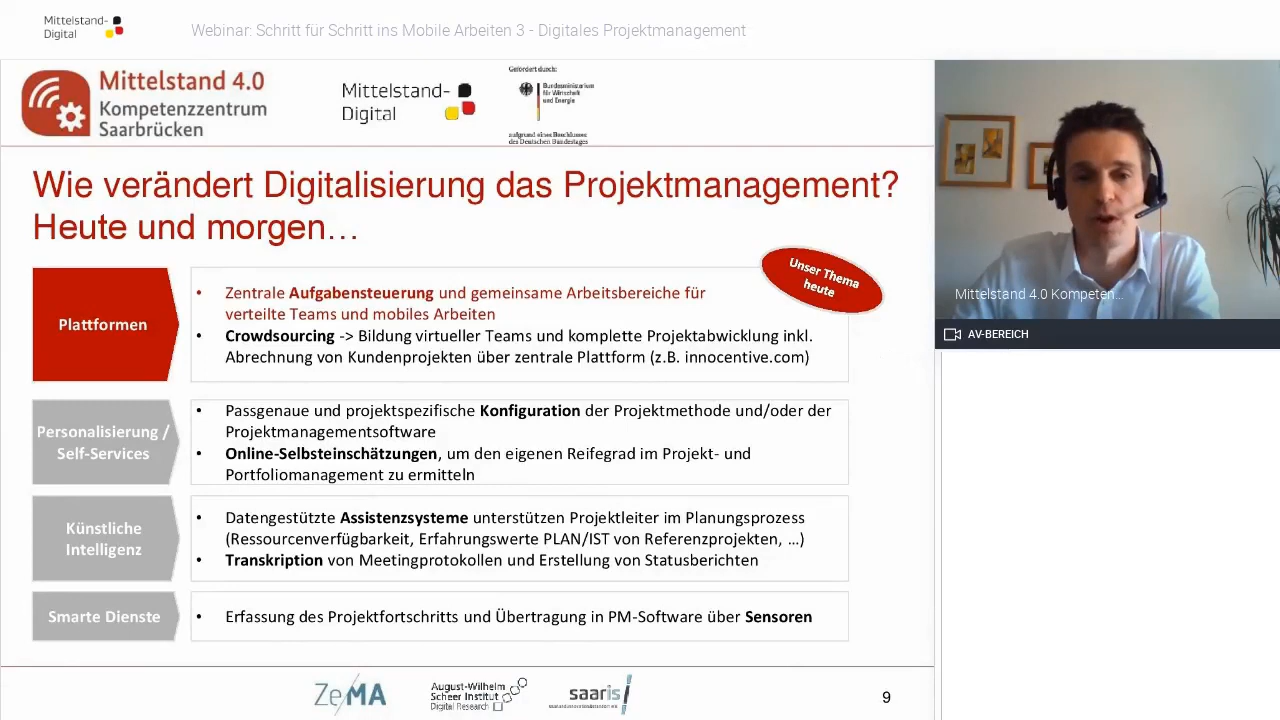 Mittelstand-
Digital
Webinar: Schritt für Schritt ins Mobile Arbeiten 3 - Digitales Projektmanagement
Mittelstand 4.0
Kompetenzzentrum
Saarbrücken
Mittelstand-
Digital
Gefördert durch:
Bundesministerium
für Wirtschaft
und Energie
aufgrund eines Beschlusses
des Deutschen Bundestages
Wie verändert Digitalisierung das Projektmanagement?
Heute und morgen…
Unser Thema
heute
Plattformen
• Zentrale Aufgabensteuerung und gemeinsame Arbeitsbereiche für
verteilte Teams und mobiles Arbeiten
• Crowdsourcing -> Bildung virtueller Teams und komplette Projektabwicklung inkl.
Abrechnung von Kundenprojekten über zentrale Plattform (z.B. innocentive.com)
Personalisierung /
Self-Services
• Passgenaue und projektspezifische Konfiguration der Projektmethode und/oder der
Projektmanagementsoftware
• Online-Selbsteinschätzungen, um den eigenen Reifegrad im Projekt- und
Portfoliomanagement zu ermitteln
Künstliche
Intelligenz
• Datengestützte Assistenzsysteme unterstützen Projektleiter im Planungsprozess
(Ressourcenverfügbarkeit, Erfahrungswerte PLAN/IST von Referenzprojekten, …)
• Transkription von Meetingprotokollen und Erstellung von Statusberichten
Smarte Dienste
• Erfassung des Projektfortschritts und Übertragung in PM-Software über Sensoren
ZeMA
August-Wilhelm
Scheer Institut
Digital Research
saaris
9
Mittelstand 4.0 Kompeten...
AV-BEREICH